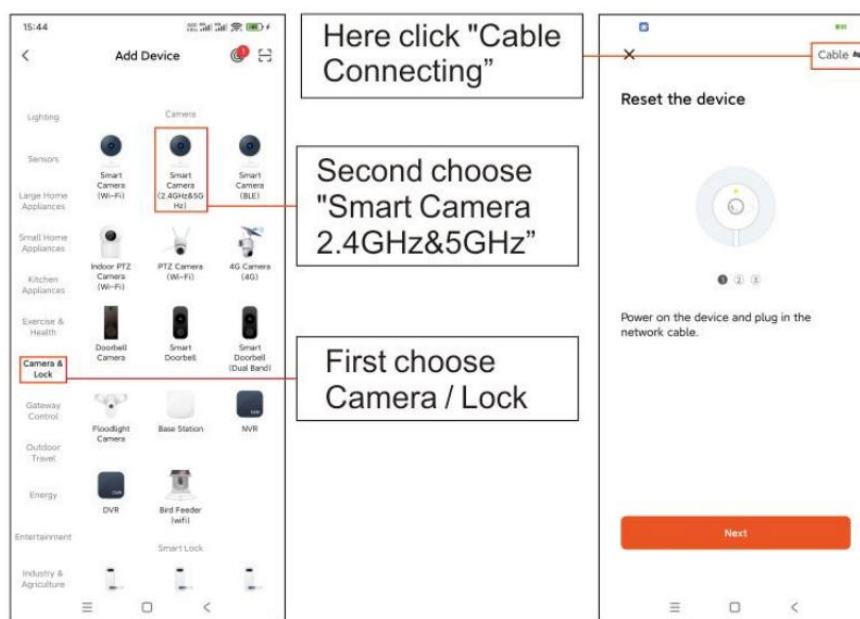 15:44
Add Device
1
Lighting
Sensors
Large Home
Appliances
Small Home
Appliances
Kitchen
Appliances
Exercise &
Health
Camera &
Lock
Gateway
Control
Outdoor
Travel
Energy
Entertainment
Industry &
Agriculture
Camera
Smart
Camera
(Wi-Fi)
Smart
Camera
(2.4GHz&5G
Hz)
Smart
Camera
(BLE)
Indoor PTZ
Camera
(Wi-Fi)
PTZ Camera
(Wi-Fi)
4G Camera
(4G)
Doorbell
Camera
Smart
Doorbell
Smart
Doorbell
(Dual Band)
Floodlight
Camera
Base Station
NVR
DVR
Bird Feeder
(wifi)
Smart Lock
Here click "Cable
Connecting”
Second choose
"Smart Camera
2.4GHz&5GHz”
First choose
Camera / Lock
Cable
Reset the device
1 2 3
Power on the device and plug in the
network cable.
Next